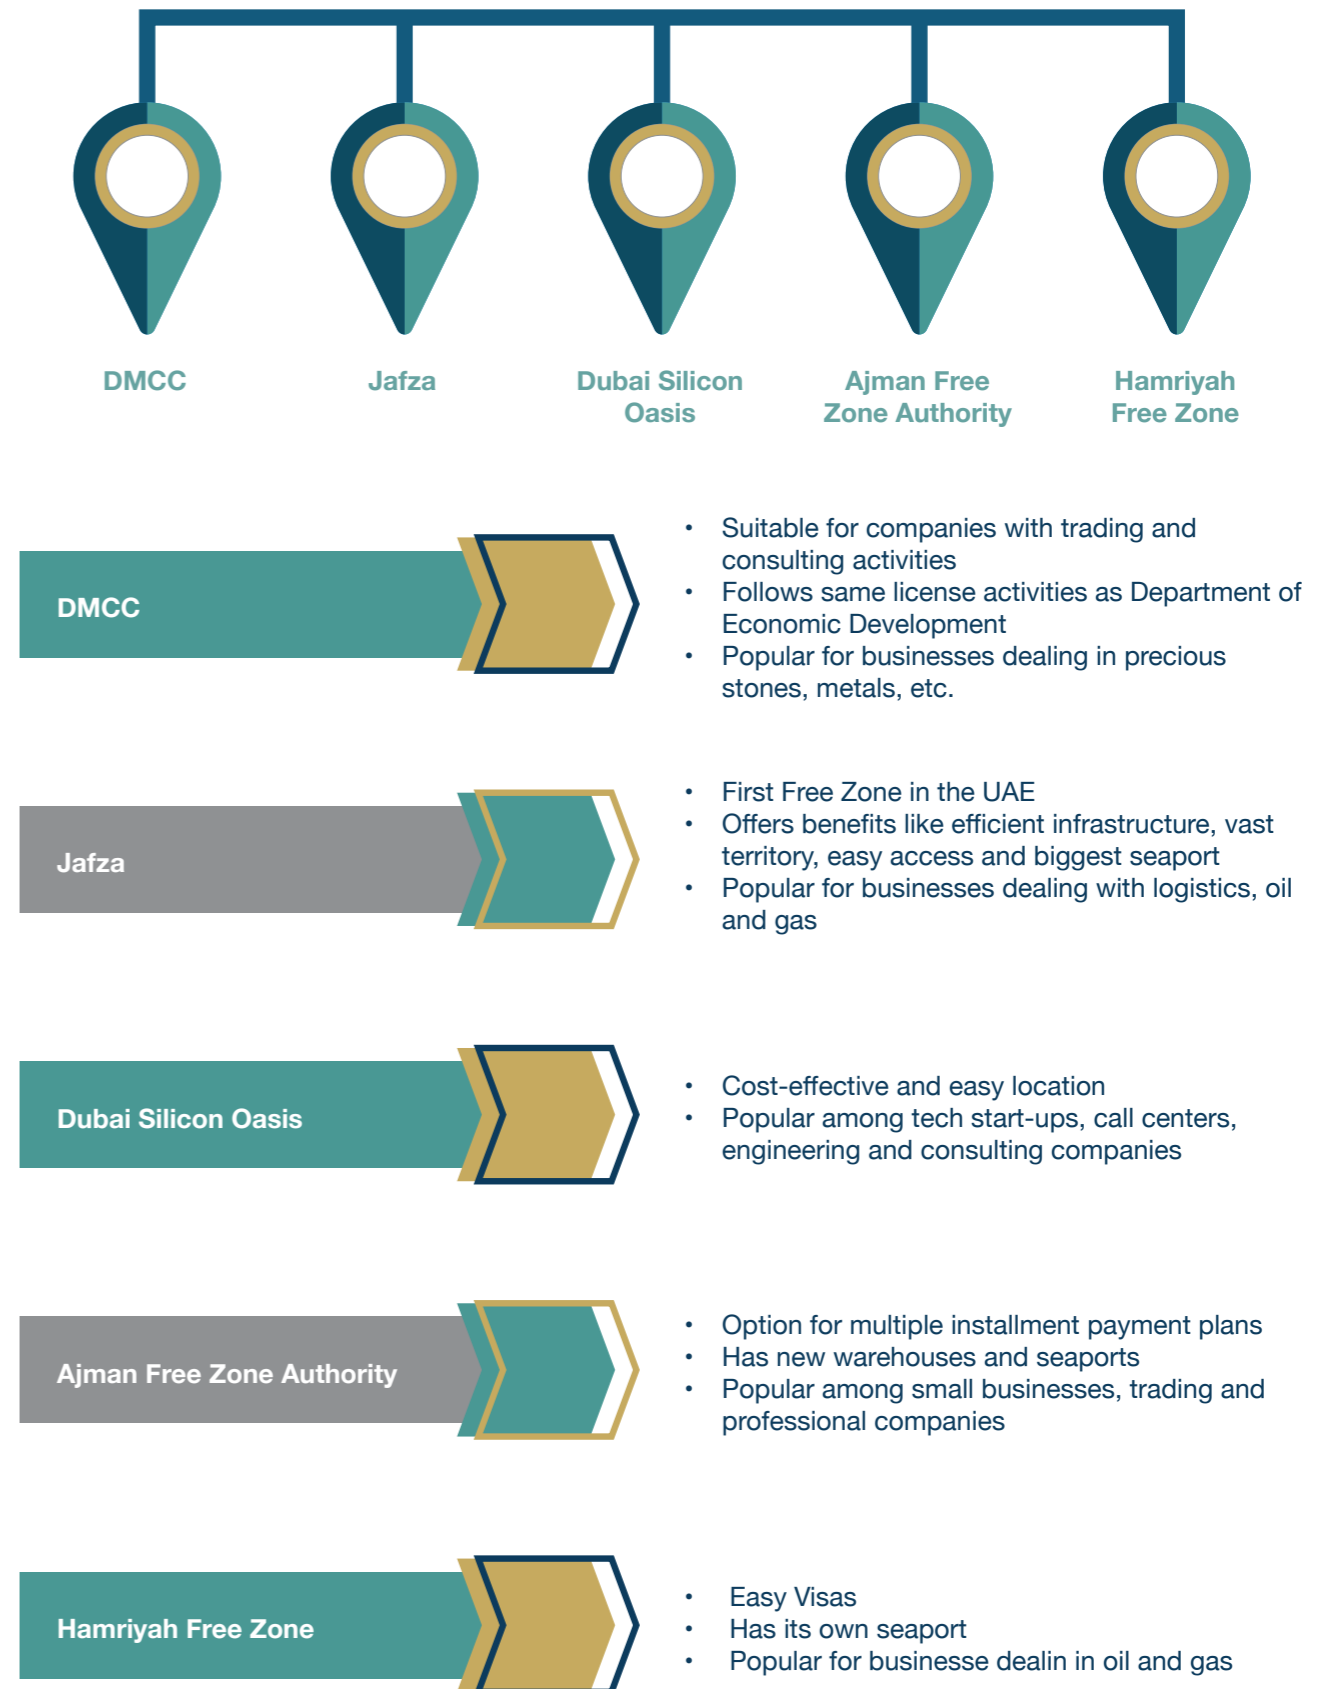 DMCC
Jafza
Dubai Silicon
Oasis
Ajman Free
Zone Authority
Hamriyah
Free Zone
DMCC
• Suitable for companies with trading and
consulting activities
• Follows same license activities as Department of
Economic Development
• Popular for businesses dealing in precious
stones, metals, etc.
Jafza
• First Free Zone in the UAE
• Offers benefits like efficient infrastructure, vast
territory, easy access and biggest seaport
• Popular for businesses dealing with logistics, oil
and gas
Dubai Silicon Oasis
• Cost-effective and easy location
• Popular among tech start-ups, call centers,
engineering and consulting companies
Ajman Free Zone Authority
• Option for multiple installment payment plans
• Has new warehouses and seaports
• Popular among small businesses, trading and
professional companies
Hamriyah Free Zone
• Easy Visas
• Has its own seaport
• Popular for businesse dealin in oil and gas